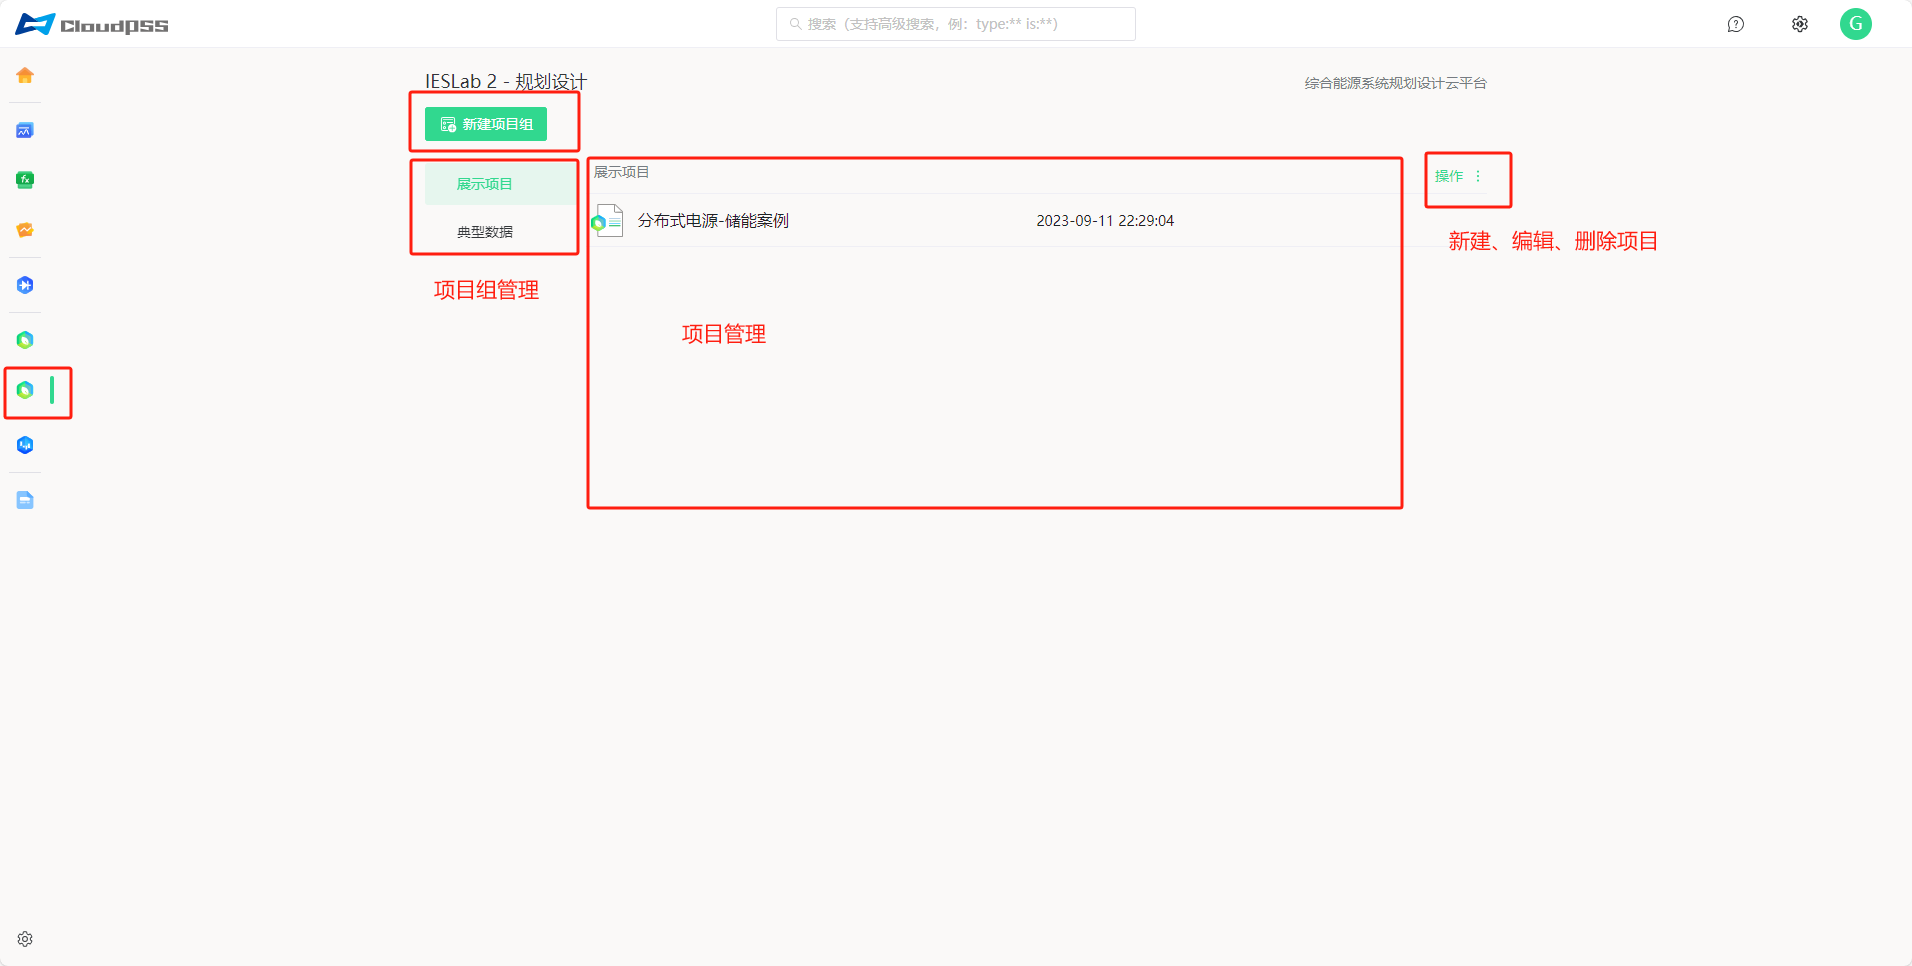 CloudPSS
搜索（支持高级搜索，例：type:** is:**）
G
IESLab 2 - 规划设计
综合能源系统规划设计云平台
新建项目组
展示项目
典型数据
项目组管理
展示项目
分布式电源-储能案例 2023-09-11 22:29:04
项目管理
操作
新建、编辑、删除项目